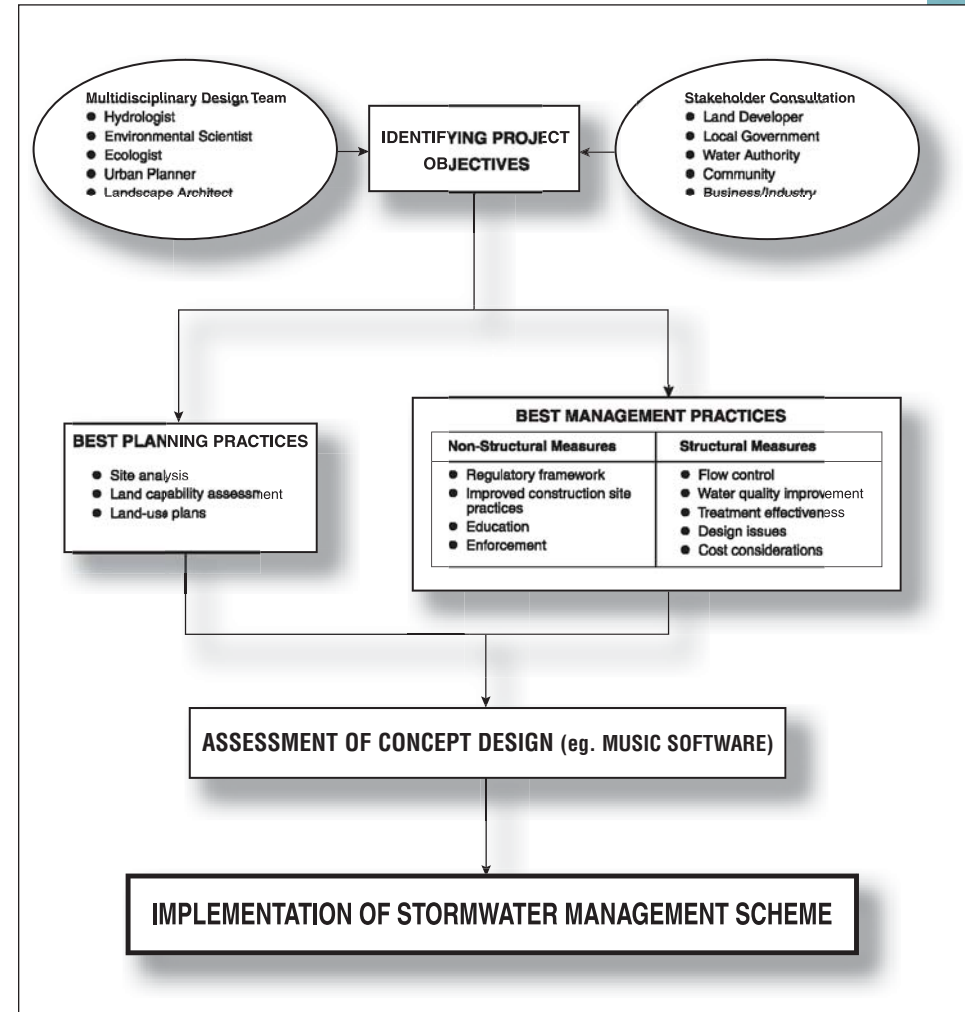 Multidisciplinary Design Team
● Hydrologist
● Environmental Scientist
● Ecologist
● Urban Planner
● Landscape Architect
IDENTIFYING PROJECT
OBJECTIVES
Stakeholder Consultation
● Land Developer
● Local Government
● Water Authority
● Community
● Business/Industry
BEST PLANNING PRACTICES
● Site analysis
● Land capability assessment
● Land-use plans
BEST MANAGEMENT PRACTICES
Non-Structural Measures
● Regulatory framework
● Improved construction site
practices
● Education
● Enforcement
Structural Measures
● Flow control
● Water quality improvement
● Treatment effectiveness
● Design issues
● Cost considerations
ASSESSMENT OF CONCEPT DESIGN (eg. MUSIC SOFTWARE)
IMPLEMENTATION OF STORMWATER MANAGEMENT SCHEME